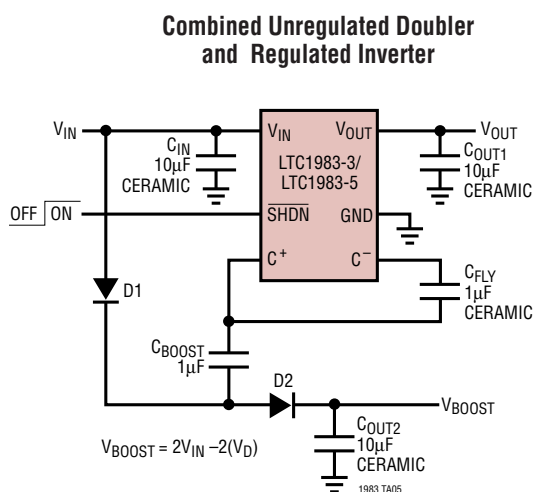 Combined Unregulated Doubler
and Regulated Inverter
VIN
CIN
10µF
CERAMIC
VIN
VOUT
LTC1983-3/
LTC1983-5
VOUT
COUT1
10µF
CERAMIC
OFF ON
SHDN
GND
C+
C–
CFLY
1µF
CERAMIC
D1
CBOOST
1µF
D2
VBOOST
COUT2
10µF
CERAMIC
VBOOST = 2VIN –2(VD)
1983 TA05